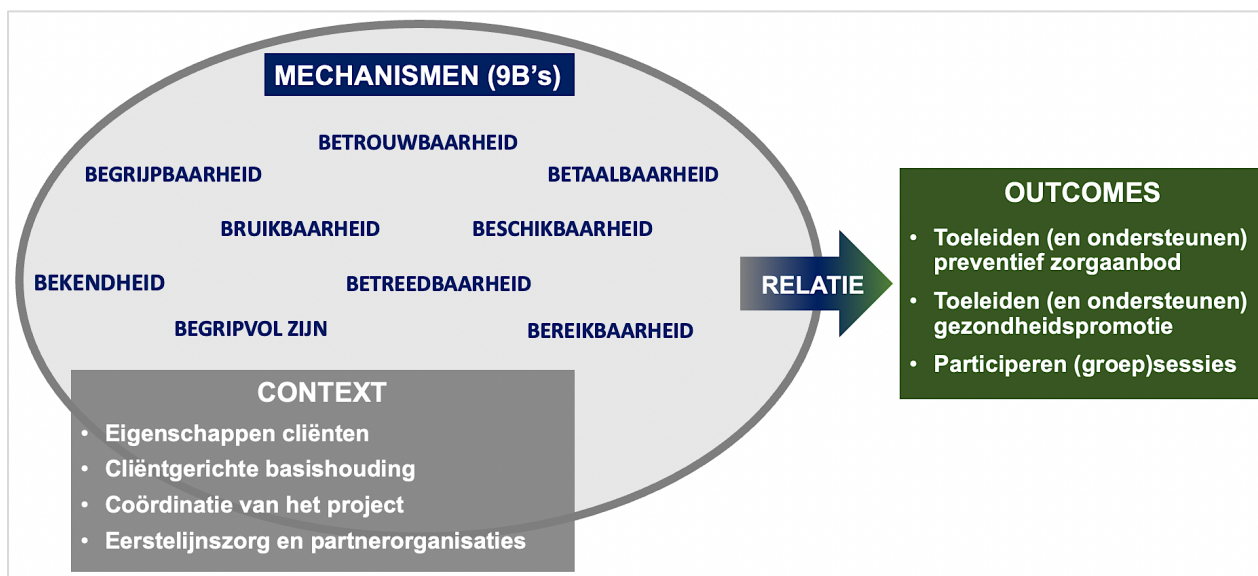 MECHANISMEN (9B's)
BETROUWBAARHEID
BEGRIJPBAARHEID
BETAALBAARHEID
BRUIKBAARHEID
BESCHIKBAARHEID
BEKENDHEID
BETREEDBAARHEID
BEGRIPVOL ZIJN
BEREIKBAARHEID
CONTEXT
• Eigenschappen cliënten
• Cliëntgerichte basishouding
• Coördinatie van het project
• Eerstelijnszorg en partnerorganisaties
RELATIE
OUTCOMES
• Toeleiden (en ondersteunen)
preventief zorgaanbod
• Toeleiden (en ondersteunen)
gezondheidspromotie
• Participeren (groep)sessies